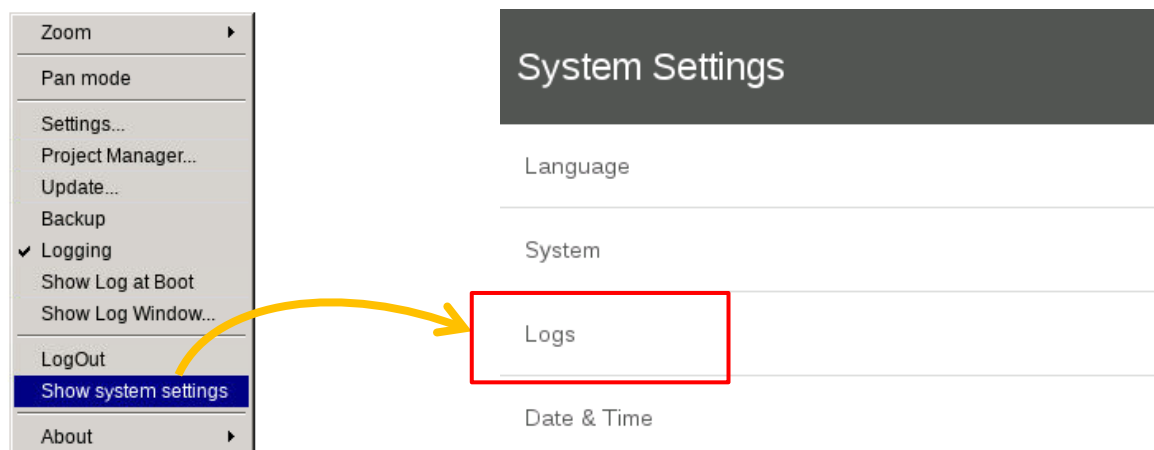 Zoom
Pan mode
Settings...
Project Manager...
Update...
Backup
Logging
Show Log at Boot
Show Log Window...
LogOut
Show system settings
About
System Settings
Language
System
Logs
Date & Time